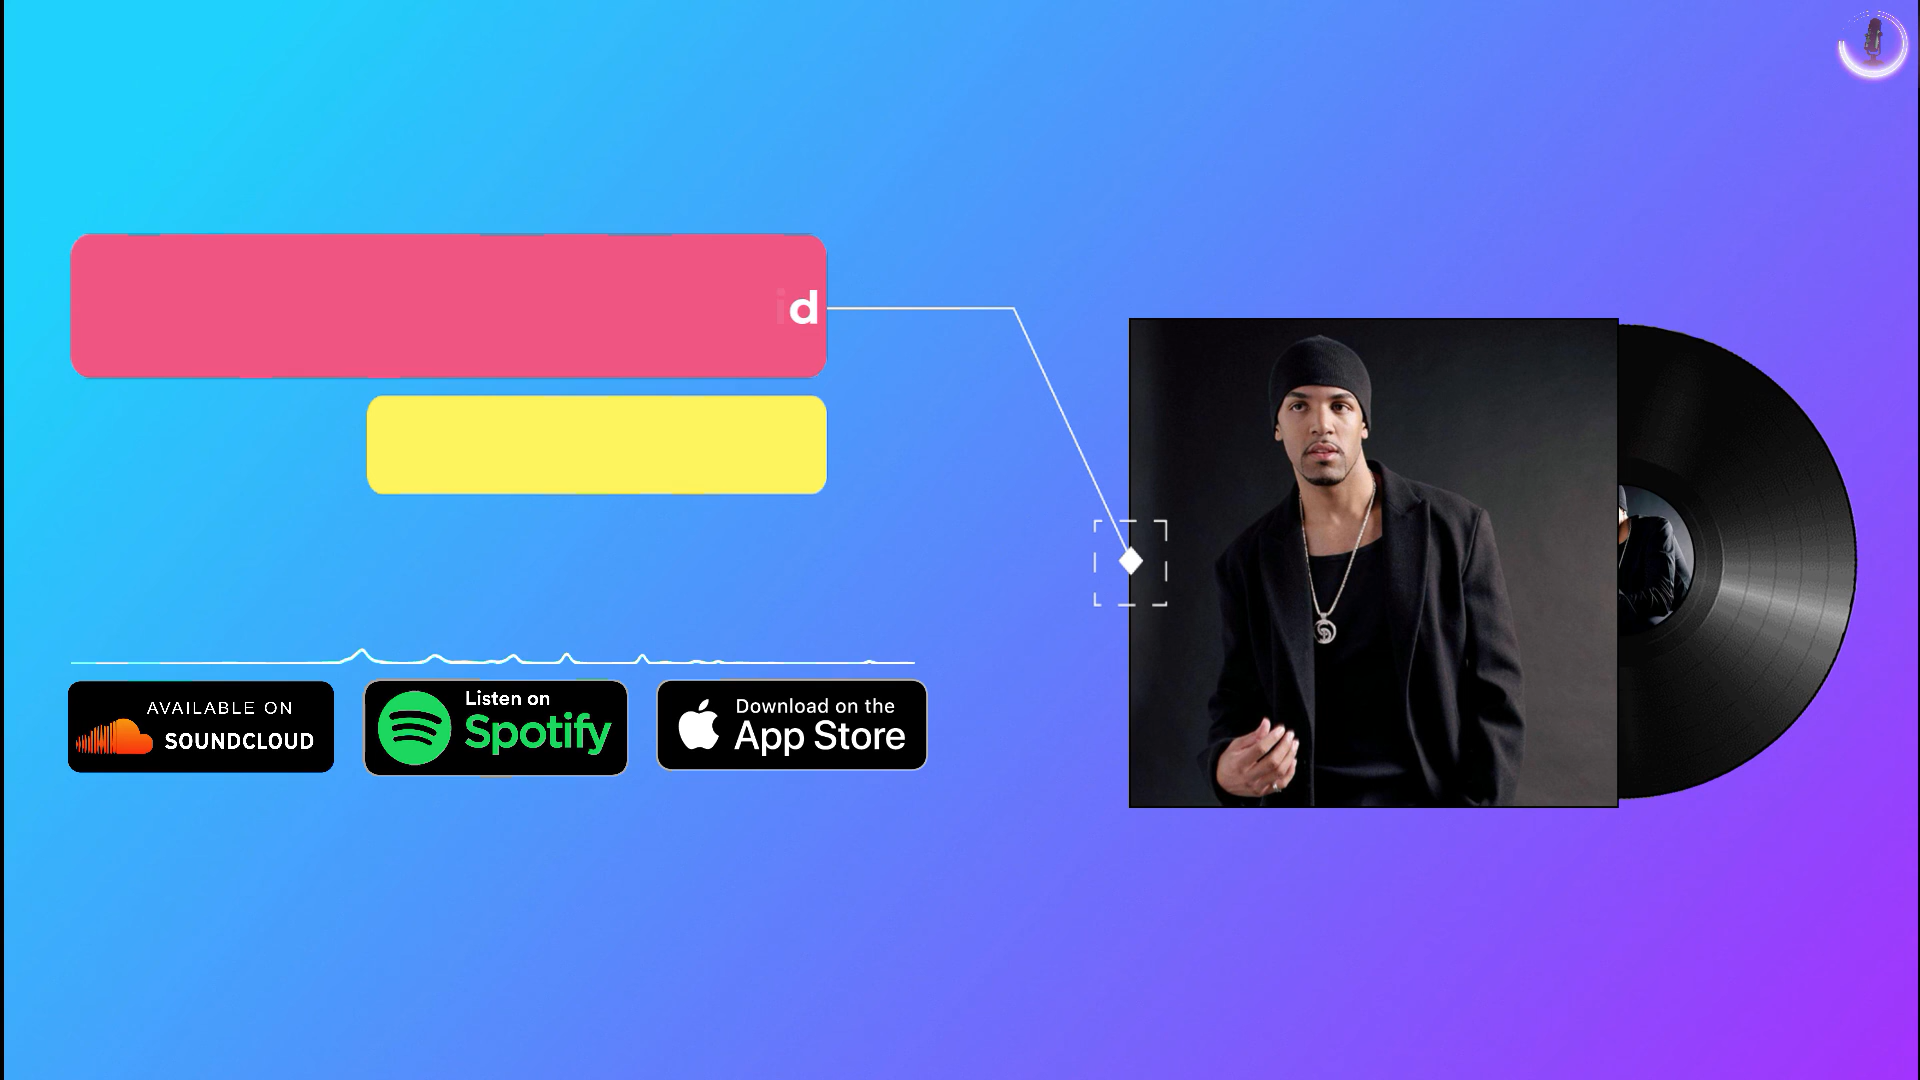 id
AVAILABLE ON
SOUNDCLOUD
Listen on
Spotify
Download on the
App Store